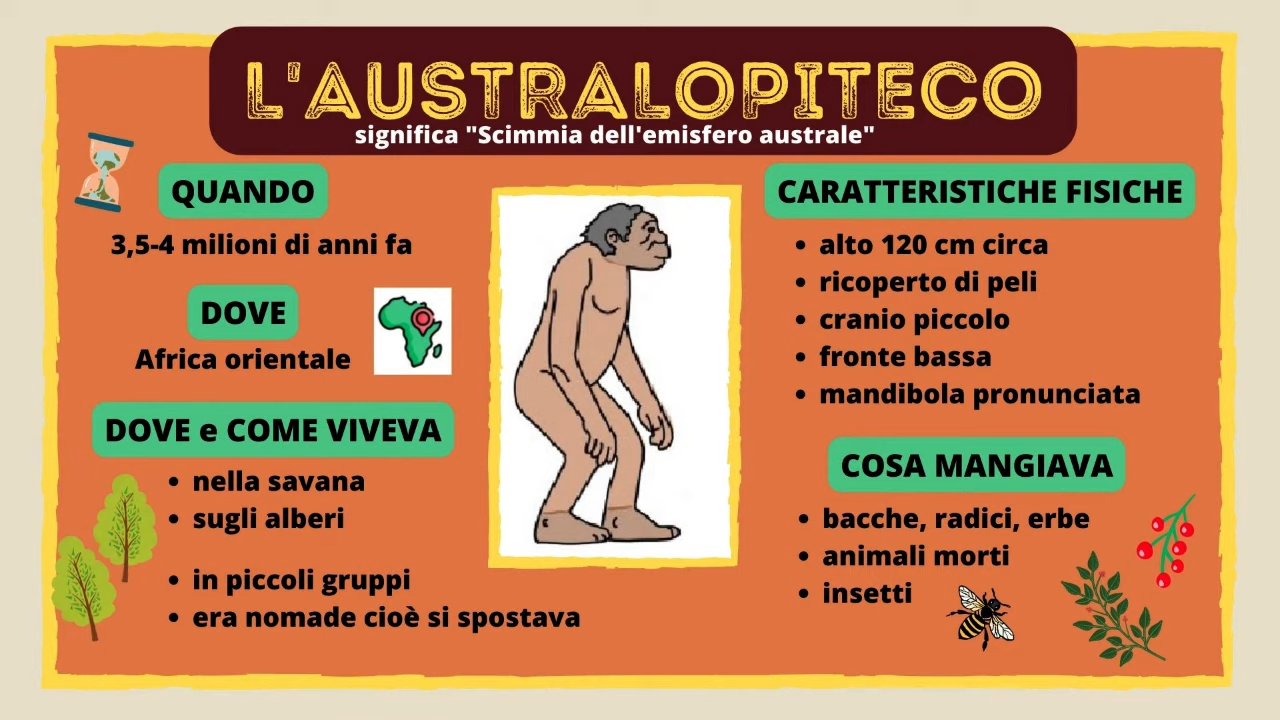 L'AUSTRALOPITECO
significa "Scimmia dell'emisfero australe"
QUANDO
3,5-4 milioni di anni fa
DOVE
Africa orientale
DOVE e COME VIVEVA
• nella savana
• sugli alberi
• in piccoli gruppi
• era nomade cioè si spostava
CARATTERISTICHE FISICHE
• alto 120 cm circa
• ricoperto di peli
• cranio piccolo
• fronte bassa
• mandibola pronunciata
COSA MANGIAVA
• bacche, radici, erbe
• animali morti
• insetti